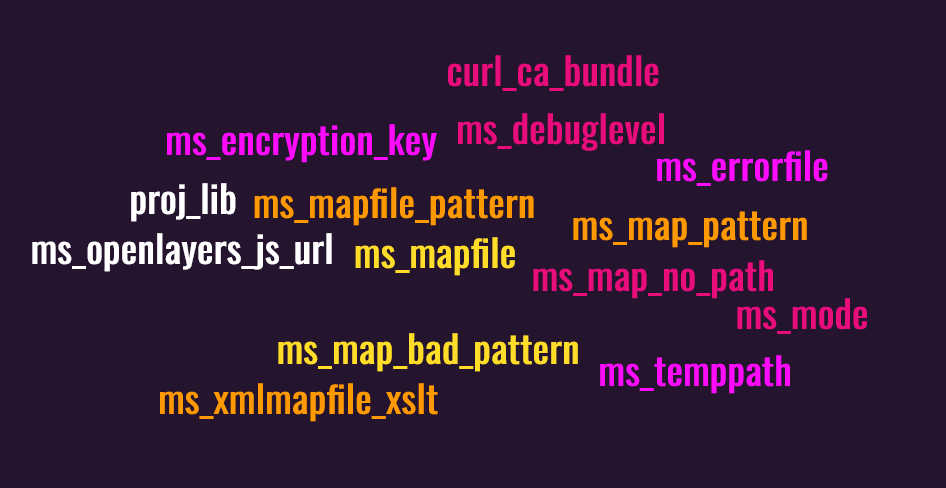 curl_ca_bundle
ms_debuglevel
ms_encryption_key
ms_errorfile
proj_lib
ms_mapfile_pattern
ms_map_pattern
ms_openlayers_js_url
ms_mapfile
ms_map_no_path
ms_mode
ms_map_bad_pattern
ms_temppath
ms_xmlmapfile_xslt